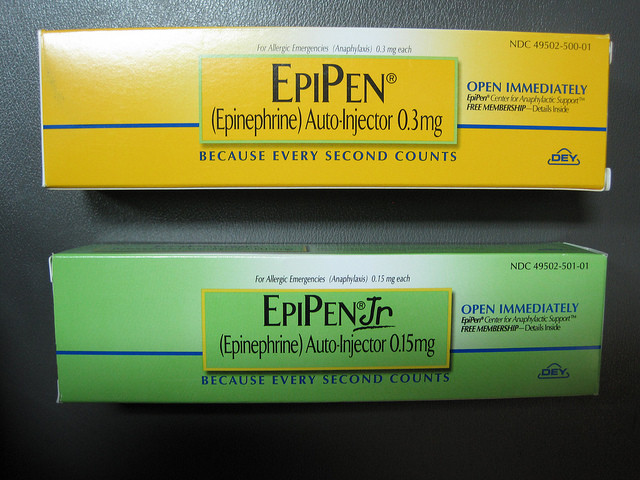 For Allergic Emergencies (Anaphylaxis) 0.3 mg each
NDC 49502-500-01
EPIPEN®
(Epinephrine) Auto-Injector 0.3mg
BECAUSE EVERY SECOND COUNTS
OPEN IMMEDIATELY
EpiPen® Center for Anaphylactic Support™
FREE MEMBERSHIP—Details Inside
DEY
For Allergic Emergencies (Anaphylaxis) 0.15 mg each
NDC 49502-501-01
EPIPEN® Jr
(Epinephrine) Auto-Injector 0.15mg
BECAUSE EVERY SECOND COUNTS
OPEN IMMEDIATELY
EpiPen® Center for Anaphylactic Support™
FREE MEMBERSHIP—Details Inside
DEY